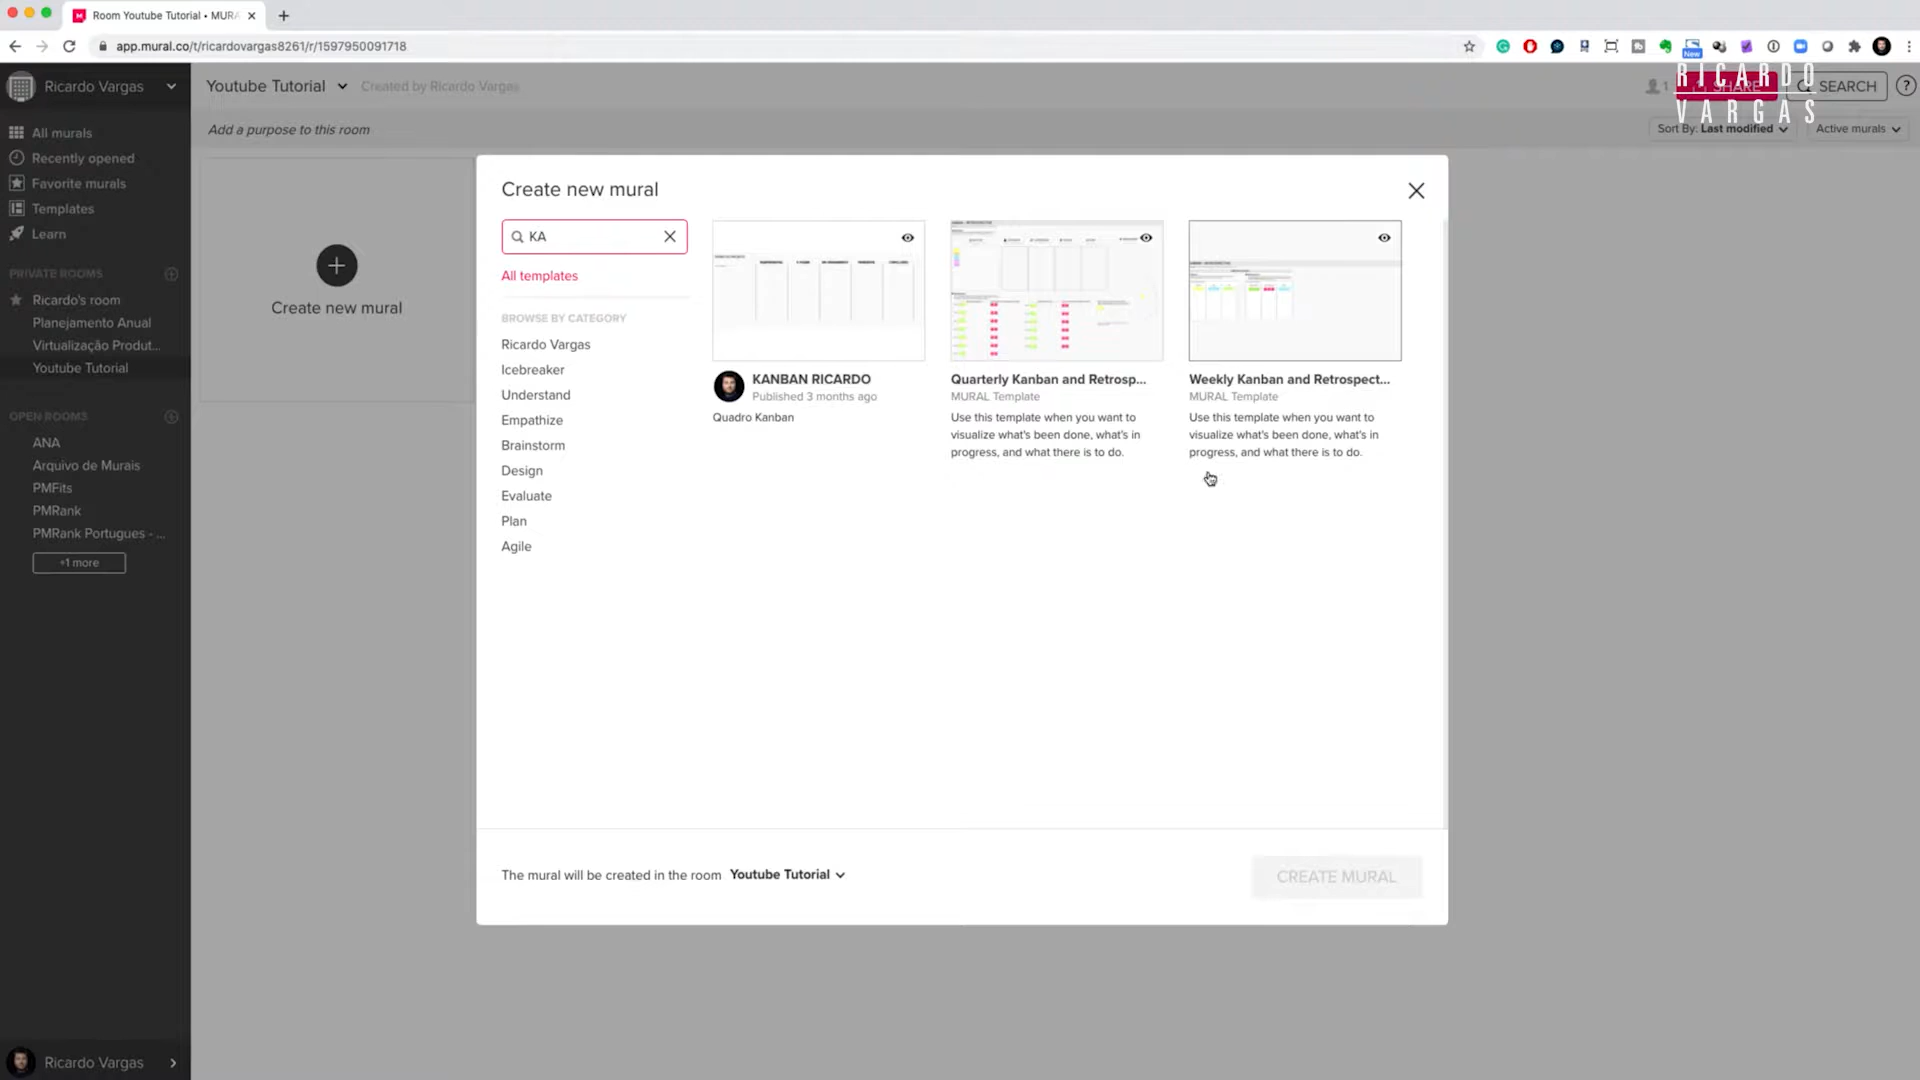 Room Youtube Tutorial • MURA
app.mural.co/t/ricardovargas8261/r/1597950091718
New
Ricardo Vargas
Youtube Tutorial
Created by Ricardo Vargas
1
SHARE
SEARCH
?
RICARDO
VARGAS
Add a purpose to this room
Sort By: Last modified
Active murals
All murals
Recently opened
Favorite murals
Templates
Learn
PRIVATE ROOMS
Ricardo's room
Planejamento Anual
Virtualização Produt...
Youtube Tutorial
OPEN ROOMS
ANA
Arquivo de Murais
PMFits
PMRank
PMRank Portugues - ...
+1 more
Ricardo Vargas
Create new mural
Create new mural
KA
All templates
BROWSE BY CATEGORY
Ricardo Vargas
Icebreaker
Understand
Empathize
Brainstorm
Design
Evaluate
Plan
Agile
KANBAN RICARDO
Published 3 months ago
Quadro Kanban
Quarterly Kanban and Retrosp...
MURAL Template
Use this template when you want to
visualize what's been done, what's in
progress, and what there is to do.
Weekly Kanban and Retrospect...
MURAL Template
Use this template when you want to
visualize what's been done, what's in
progress, and what there is to do.
The mural will be created in the room Youtube Tutorial
CREATE MURAL